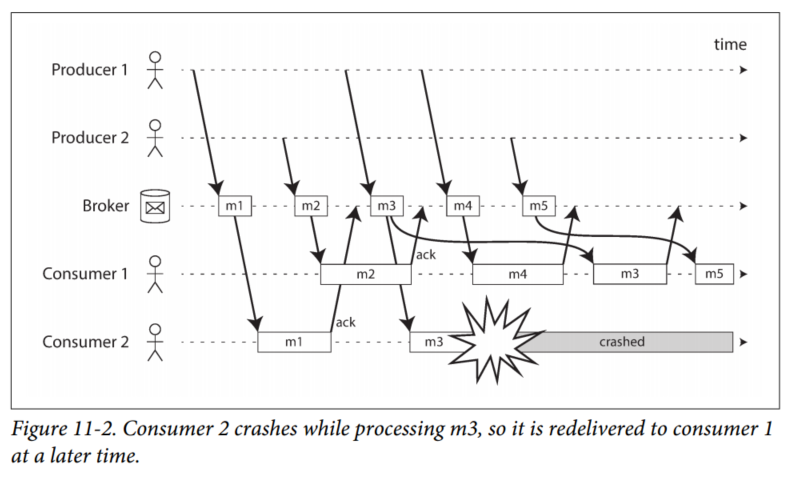 time
Producer 1
Producer 2
Broker
m1
m2
m3
m4
m5
ack
Consumer 1
m2
m4
m3
m5
ack
Consumer 2
m1
m3
crashed
Figure 11-2. Consumer 2 crashes while processing m3, so it is redelivered to consumer 1
at a later time.